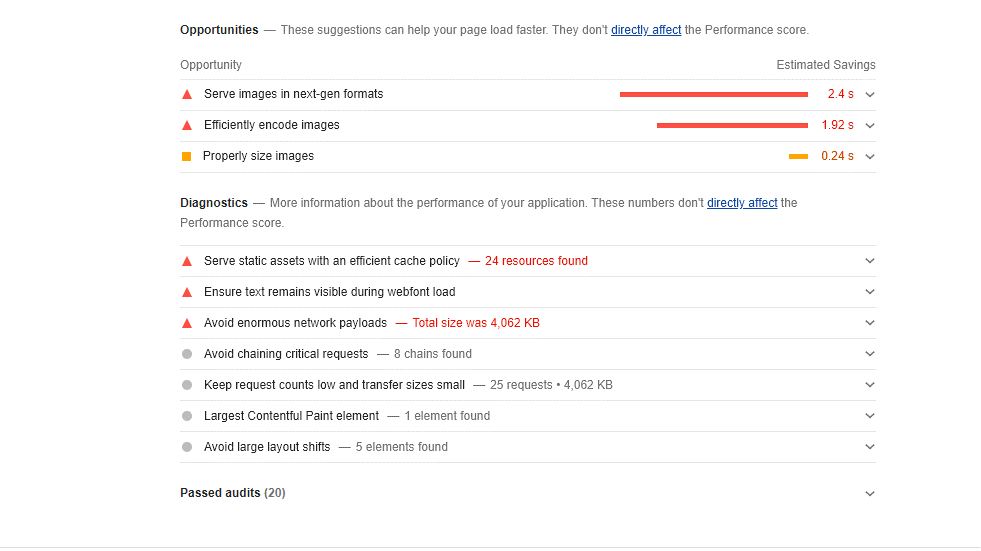 Opportunities — These suggestions can help your page load faster. They don't directly affect the Performance score.
Opportunity Estimated Savings
Serve images in next-gen formats 2.4 s
Efficiently encode images 1.92 s
Properly size images 0.24 s
Diagnostics — More information about the performance of your application. These numbers don't directly affect the
Performance score.
Serve static assets with an efficient cache policy — 24 resources found
Ensure text remains visible during webfont load
Avoid enormous network payloads — Total size was 4,062 KB
Avoid chaining critical requests — 8 chains found
Keep request counts low and transfer sizes small — 25 requests • 4,062 KB
Largest Contentful Paint element — 1 element found
Avoid large layout shifts — 5 elements found
Passed audits (20)